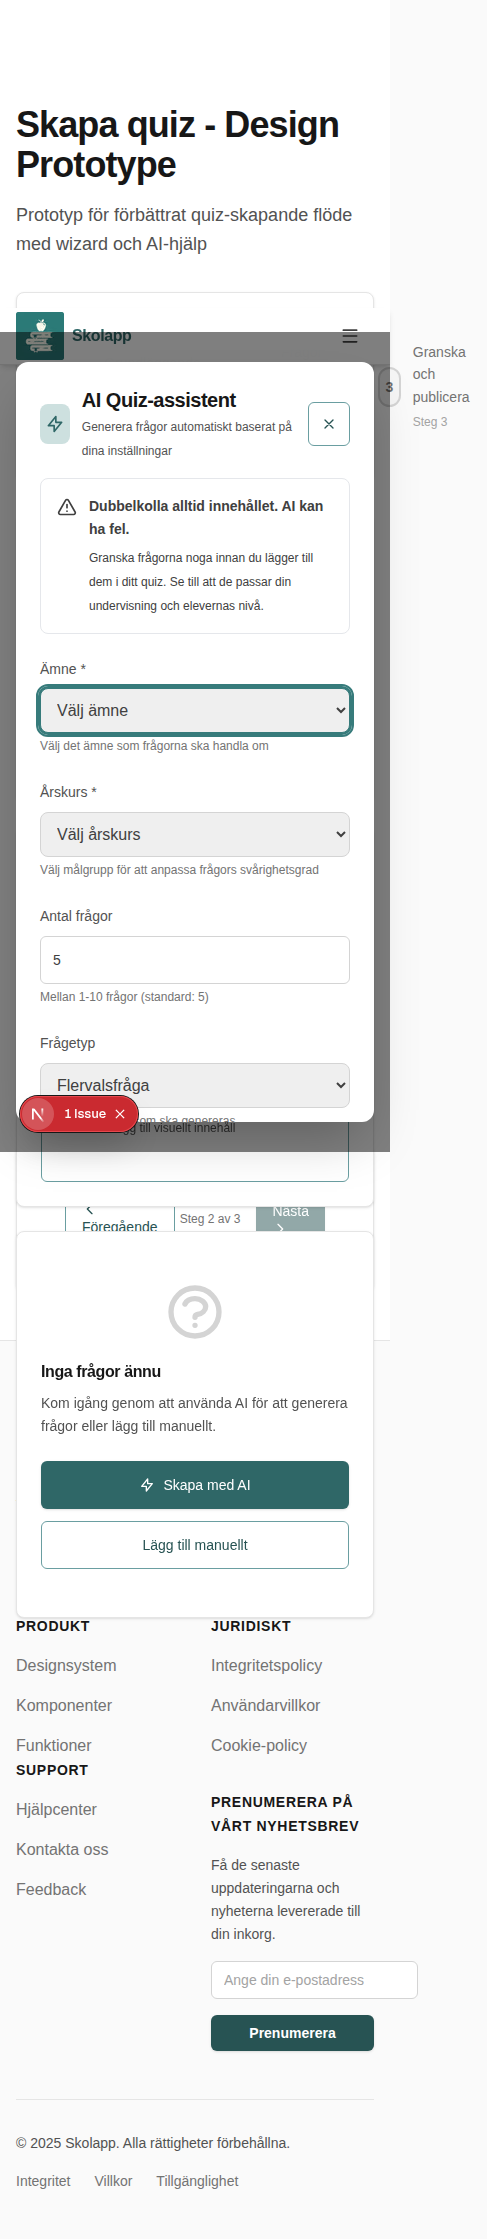 Skapa quiz - Design
Prototype
Prototyp för förbättrat quiz-skapande flöde
med wizard och AI-hjälp
Skolapp
Granska
och
publicera
3
Steg 3
AI Quiz-assistent
Generera frågor automatiskt baserat på
dina inställningar
Dubbelkolla alltid innehållet. AI kan
ha fel.
Granska frågorna noga innan du lägger till
dem i ditt quiz. Se till att de passar din
undervisning och elevernas nivå.
Ämne *
Välj ämne
Välj det ämne som frågorna ska handla om
Årskurs *
Välj årskurs
Välj målgrupp för att anpassa frågors svårighetsgrad
Antal frågor
5
Mellan 1-10 frågor (standard: 5)
Frågetyp
Flervalsfråga
1 Issue
om ska genereras
till visuellt innehåll
Föregående
Steg 2 av 3
Nästa
Inga frågor ännu
Kom igång genom att använda AI för att generera
frågor eller lägg till manuellt.
Skapa med AI
Lägg till manuellt
PRODUKT
Designsystem
Komponenter
Funktioner
SUPPORT
Hjälpcenter
Kontakta oss
Feedback
JURIDISKT
Integritetspolicy
Användarvillkor
Cookie-policy
PRENUMERERA PÅ
VÅRT NYHETSBREV
Få de senaste
uppdateringarna och
nyheterna levererade till
din inkorg.
Ange din e-postadress
Prenumerera
© 2025 Skolapp. Alla rättigheter förbehållna.
Integritet Villkor Tillgänglighet